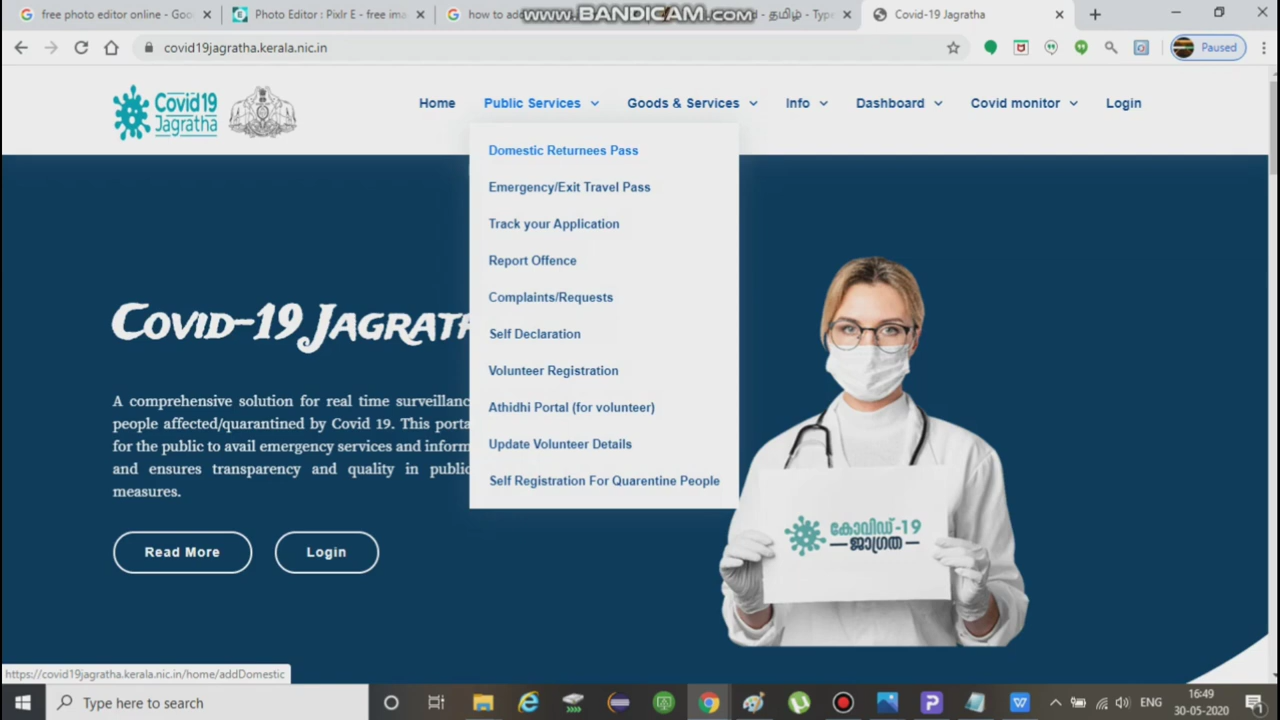 free photo editor online - Goo
Photo Editor : Pixlr E - free ima
how to add
www.BANDICAM.com
d - தமிழ் - Type
Covid-19 Jagratha
covid19jagratha.kerala.nic.in
Paused
Covid19
Jagratha
Home
Public Services
Goods & Services
Info
Dashboard
Covid monitor
Login
Domestic Returnees Pass
Emergency/Exit Travel Pass
Track your Application
Report Offence
Complaints/Requests
Self Declaration
Volunteer Registration
Athidhi Portal (for volunteer)
Update Volunteer Details
Self Registration For Quarentine People
Covid-19 Jagrath
A comprehensive solution for real time surveillanc
people affected/quarantined by Covid 19. This porta
for the public to avail emergency services and inform
and ensures transparency and quality in public
measures.
Read More
Login
കോവിഡ്-19
ജാഗ്രത
https://covid19jagratha.kerala.nic.in/home/addDomestic
Type here to search
ENG
16:49
30-05-2020